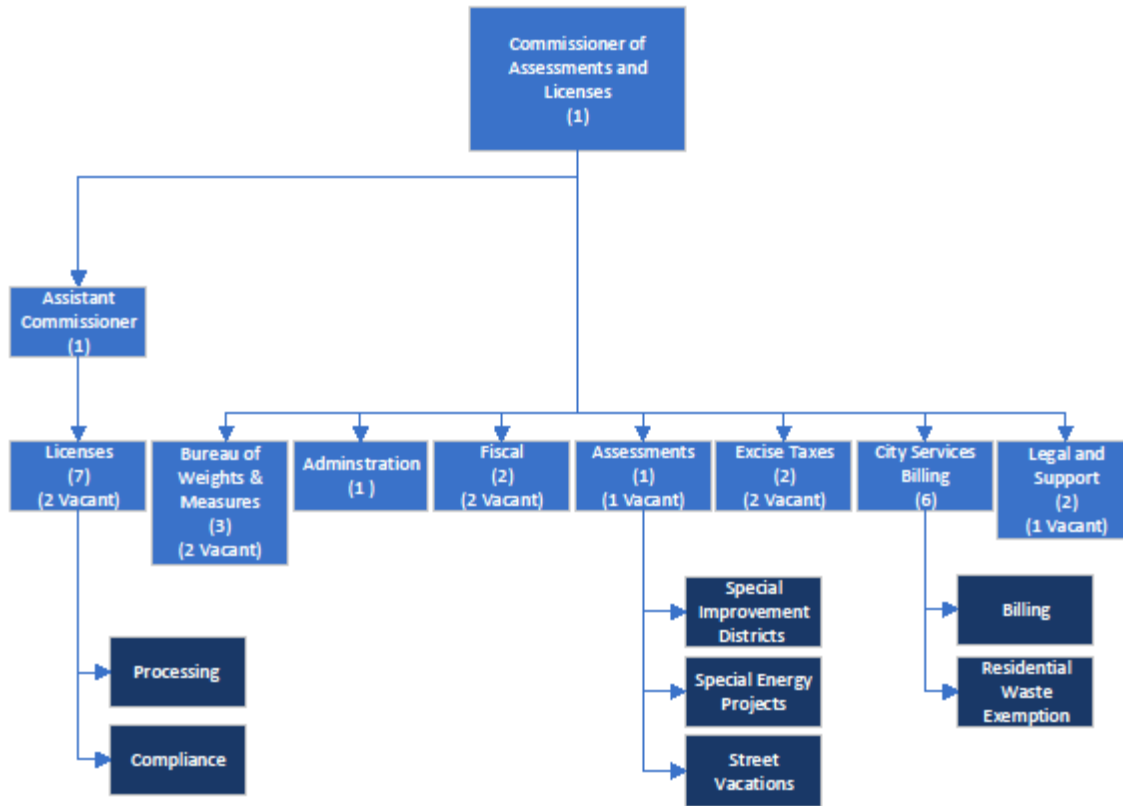 Commissioner of
Assessments and
Licenses
(1)
Assistant
Commissioner
(1)
Licenses
(7)
(2 Vacant)
Bureau of
Weights &
Measures
(3)
(2 Vacant)
Adminstration
(1 )
Fiscal
(2)
(2 Vacant)
Assessments
(1)
(1 Vacant)
Excise Taxes
(2)
(2 Vacant)
City Services
Billing
(6)
Legal and
Support
(2)
(1 Vacant)
Processing
Compliance
Special
Improvement
Districts
Special Energy
Projects
Street
Vacations
Billing
Residential
Waste
Exemption